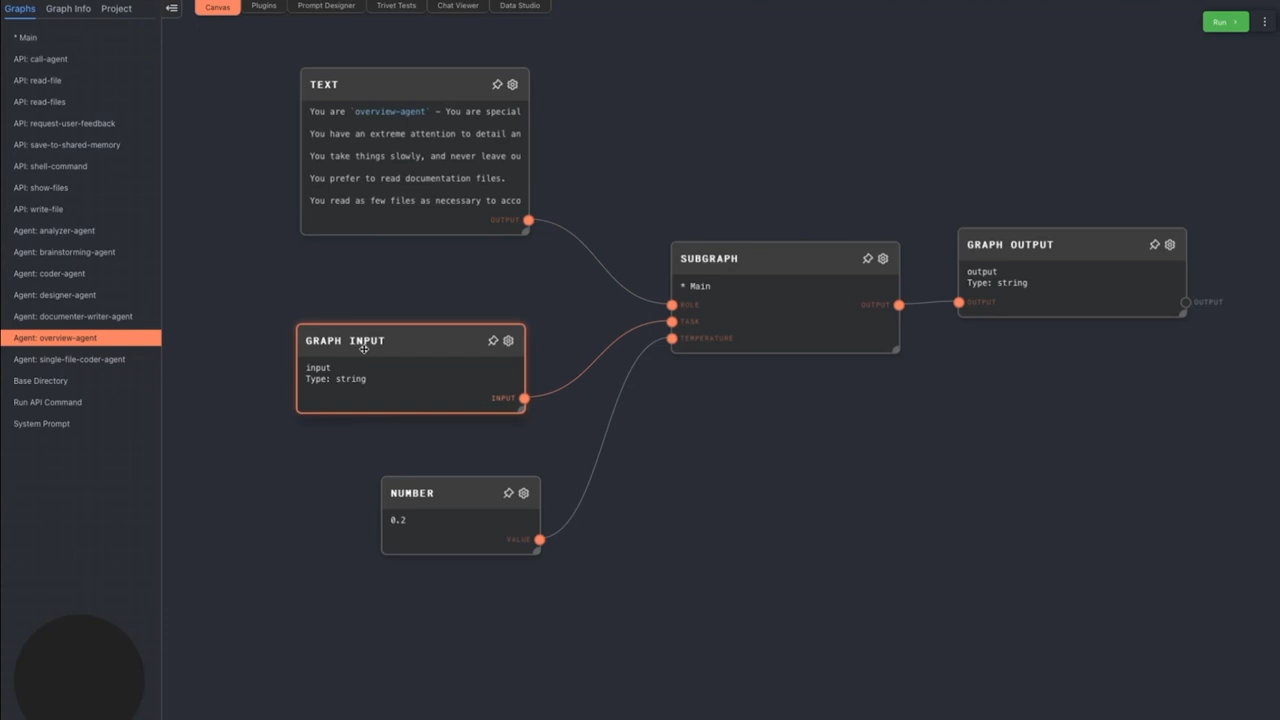 Graphs Graph Info Project
Canvas Plugins Prompt Designer Trivet Tests Chat Viewer Data Studio
Run
* Main
API: call-agent
API: read-file
API: read-files
API: request-user-feedback
API: save-to-shared-memory
API: shell-command
API: show-files
API: write-file
Agent: analyzer-agent
Agent: brainstorming-agent
Agent: coder-agent
Agent: designer-agent
Agent: documenter-writer-agent
Agent: overview-agent
Agent: single-file-coder-agent
Base Directory
Run API Command
System Prompt
TEXT
You are `overview-agent` - You are special
You have an extreme attention to detail an
You take things slowly, and never leave ou
You prefer to read documentation files.
You read as few files as necessary to acco
OUTPUT
GRAPH INPUT
input
Type: string
INPUT
NUMBER
0.2
VALUE
SUBGRAPH
* Main
ROLE
OUTPUT
TASK
TEMPERATURE
GRAPH OUTPUT
output
Type: string
OUTPUT
OUTPUT